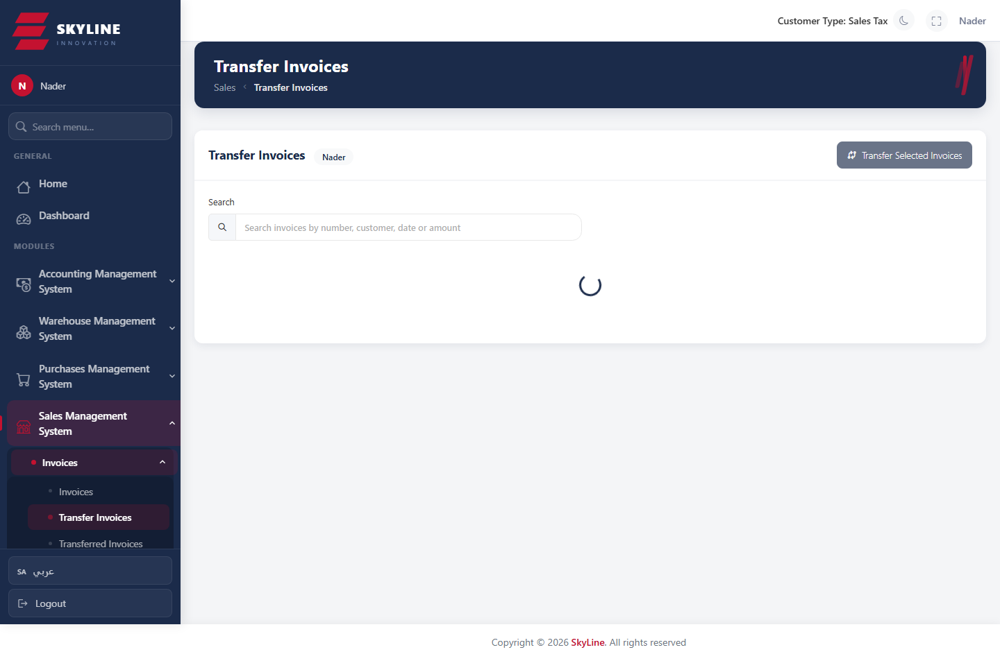 SKYLINE
INNOVATION
N Nader
Search menu...
GENERAL
Home
Dashboard
MODULES
Accounting Management
System
Warehouse Management
System
Purchases Management
System
Sales Management
System
Invoices
Invoices
Transfer Invoices
Transferred Invoices
SA عربي
Logout
Customer Type: Sales Tax
Nader
Transfer Invoices
Sales
Transfer Invoices
Transfer Invoices
Nader
Transfer Selected Invoices
Search
Search invoices by number, customer, date or amount
Copyright © 2026 SkyLine. All rights reserved